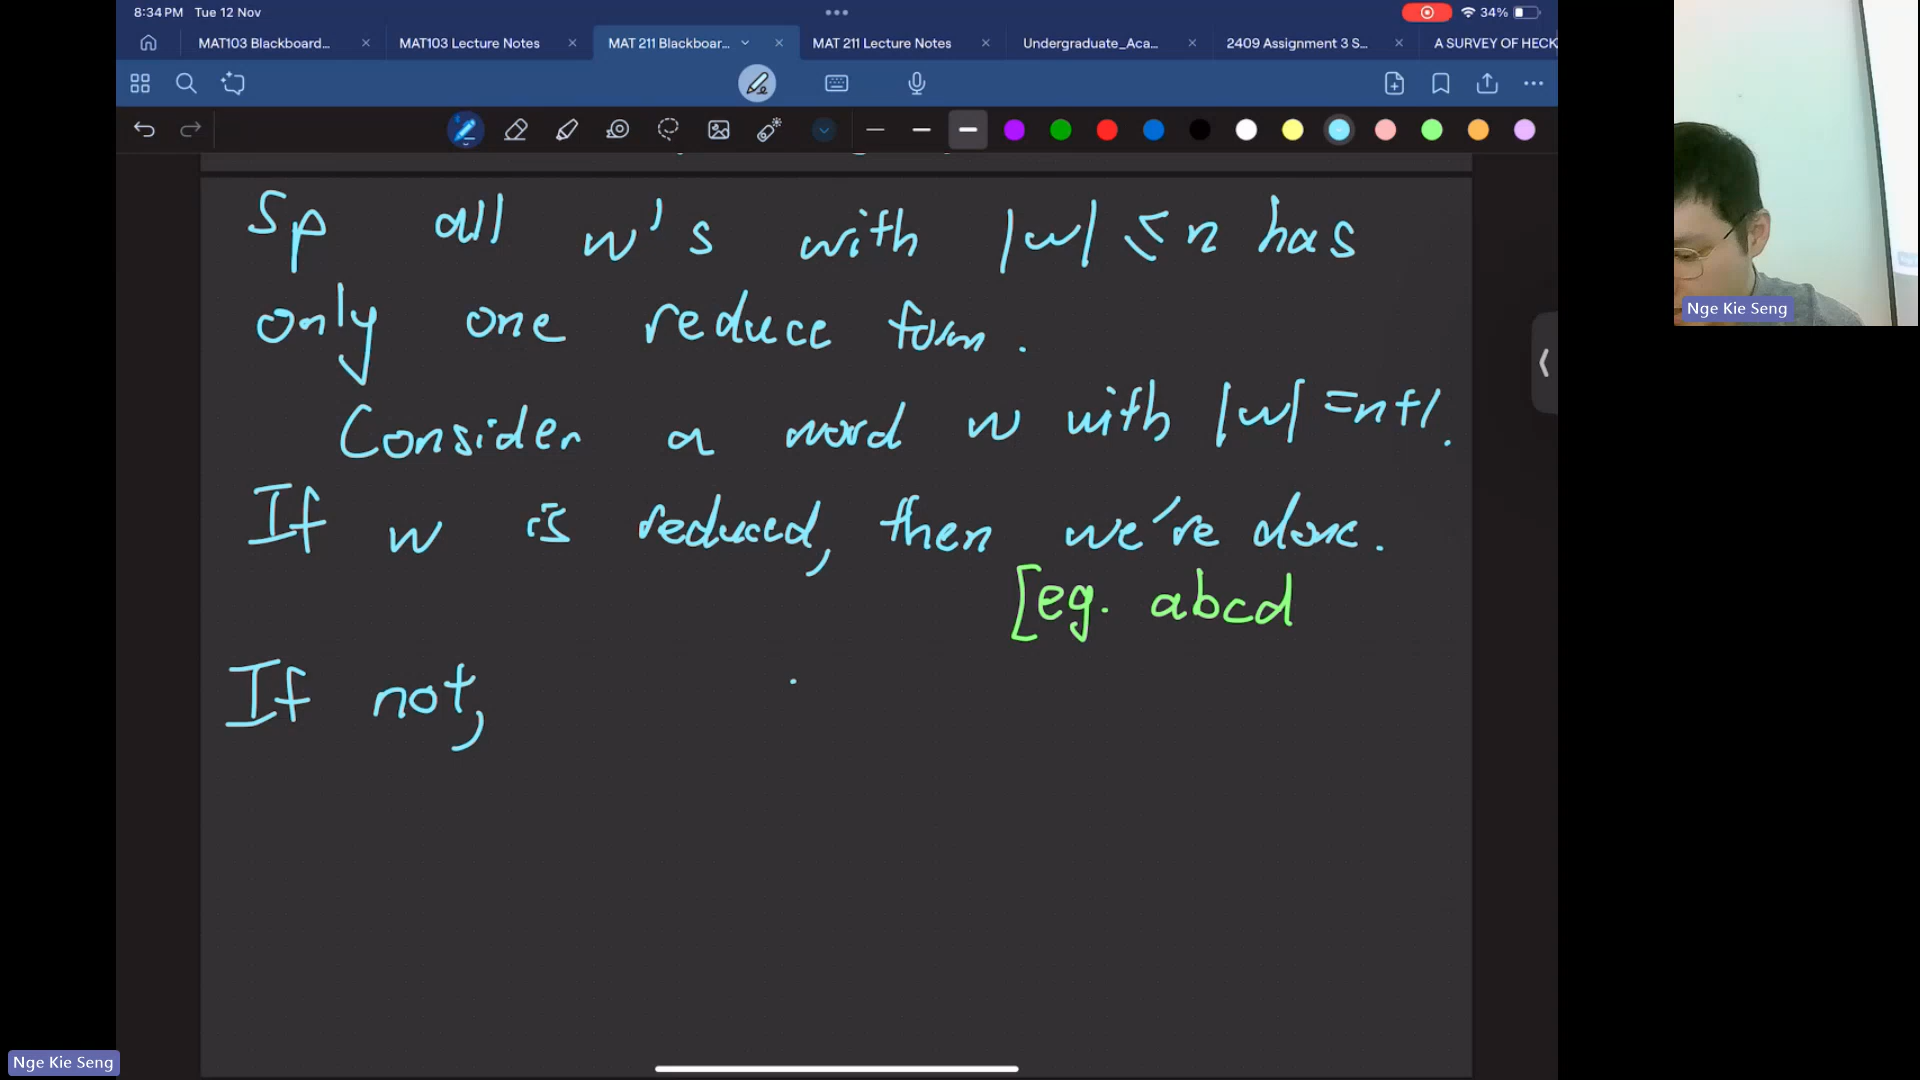 8:34 PM Tue 12 Nov
34%
MAT103 Blackboard...
MAT103 Lecture Notes
MAT 211 Blackboar...
MAT 211 Lecture Notes
Undergraduate_Aca...
2409 Assignment 3 S...
A SURVEY OF HECK
Sp all w's with |w| ≤ n has
only one reduce form.
Consider a word w with |w| = n+1.
If w is reduced, then we're done.
[eg. abcd
If not,
Nge Kie Seng
Nge Kie Seng